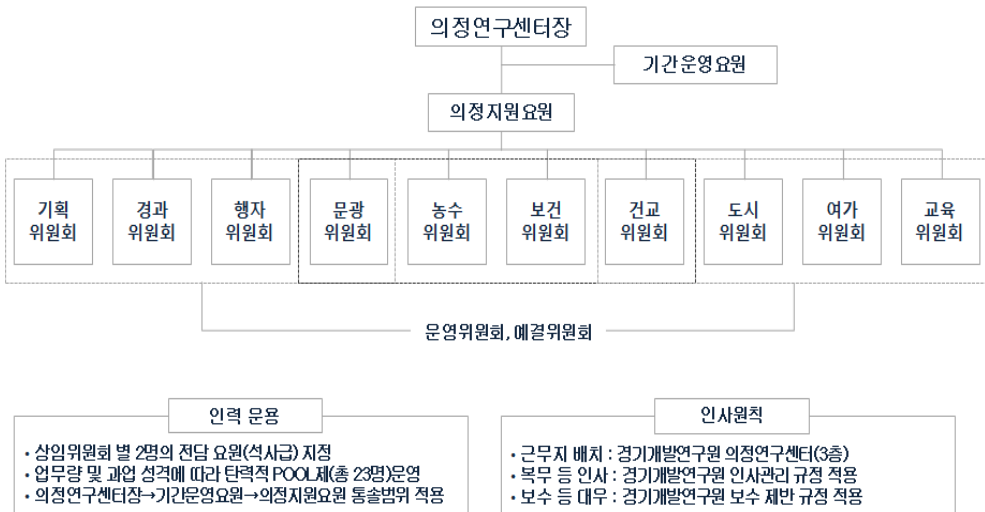 의정연구센터장
기간운영요원
의정지원요원
기획
위원회
경과
위원회
행자
위원회
문광
위원회
농수
위원회
보건
위원회
건교
위원회
도시
위원회
여가
위원회
교육
위원회
문영위원회, 예결위원회
인력 문용
• 상임위원회 별 2명의 전담 요원(석사급) 지정
• 업무량 및 과업 성격에 따라 탄력적 POOL제(총 23명)운영
• 의정연구센터장→기간운영요원→의정지원요원 통솔범위 적용
인사원칙
• 근무지 배치 : 경기개발연구원 의정연구센터(3층)
• 복무 등 인사 : 경기개발연구원 인사관리 규정 적용
• 보수 등 대우 : 경기개발연구원 보수 제반 규정 적용